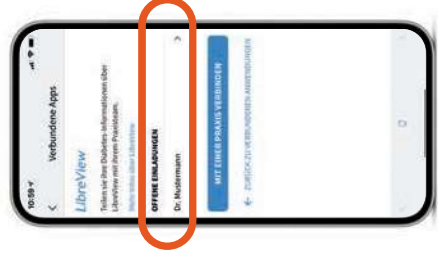 10:59
Verbundene Apps
LibreView
Teilen sie ihre Diabetes-Informationen über
LibreView mit ihrem Praxisteam.
Mehr Infos über LibreView
OFFENE EINLADUNGEN
Dr. Mustermann
MIT EINER PRAXIS VERBINDEN
ZURÜCK ZU VERBUNDENEN ANWENDUNGEN